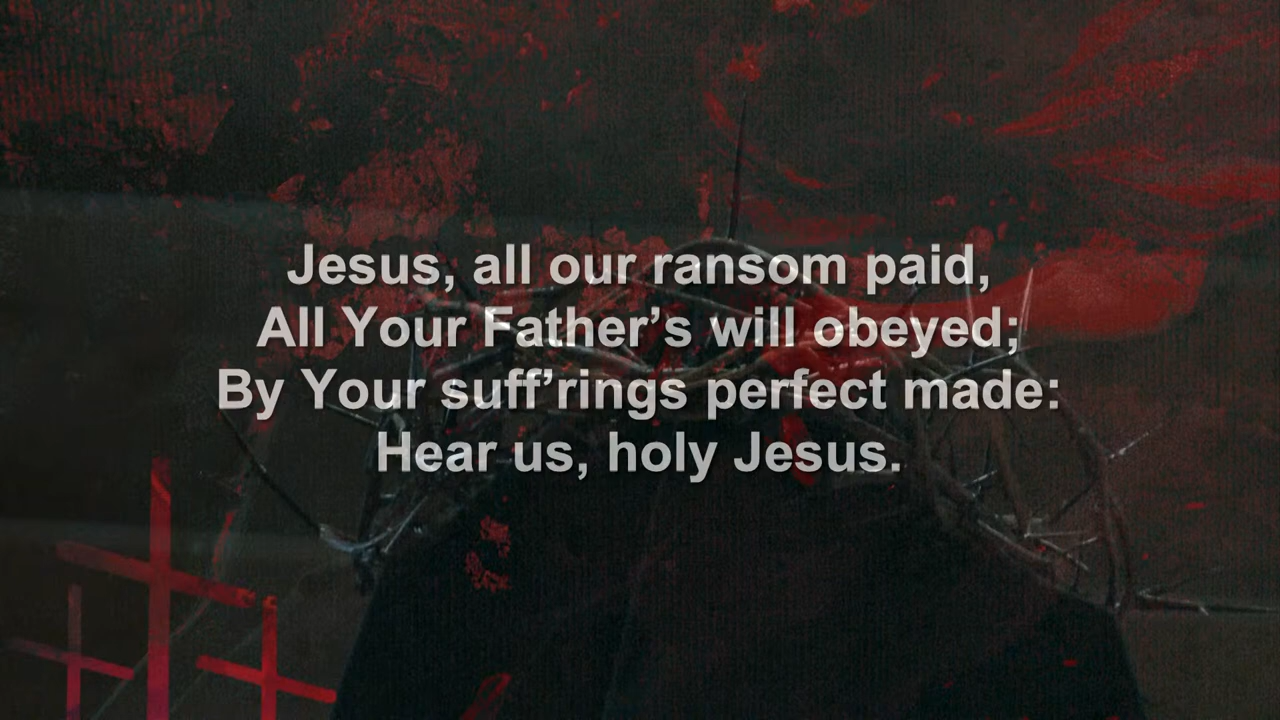 Jesus, all our ransom paid,
All Your Father’s will obeyed;
By Your suff’rings perfect made:
Hear us, holy Jesus.